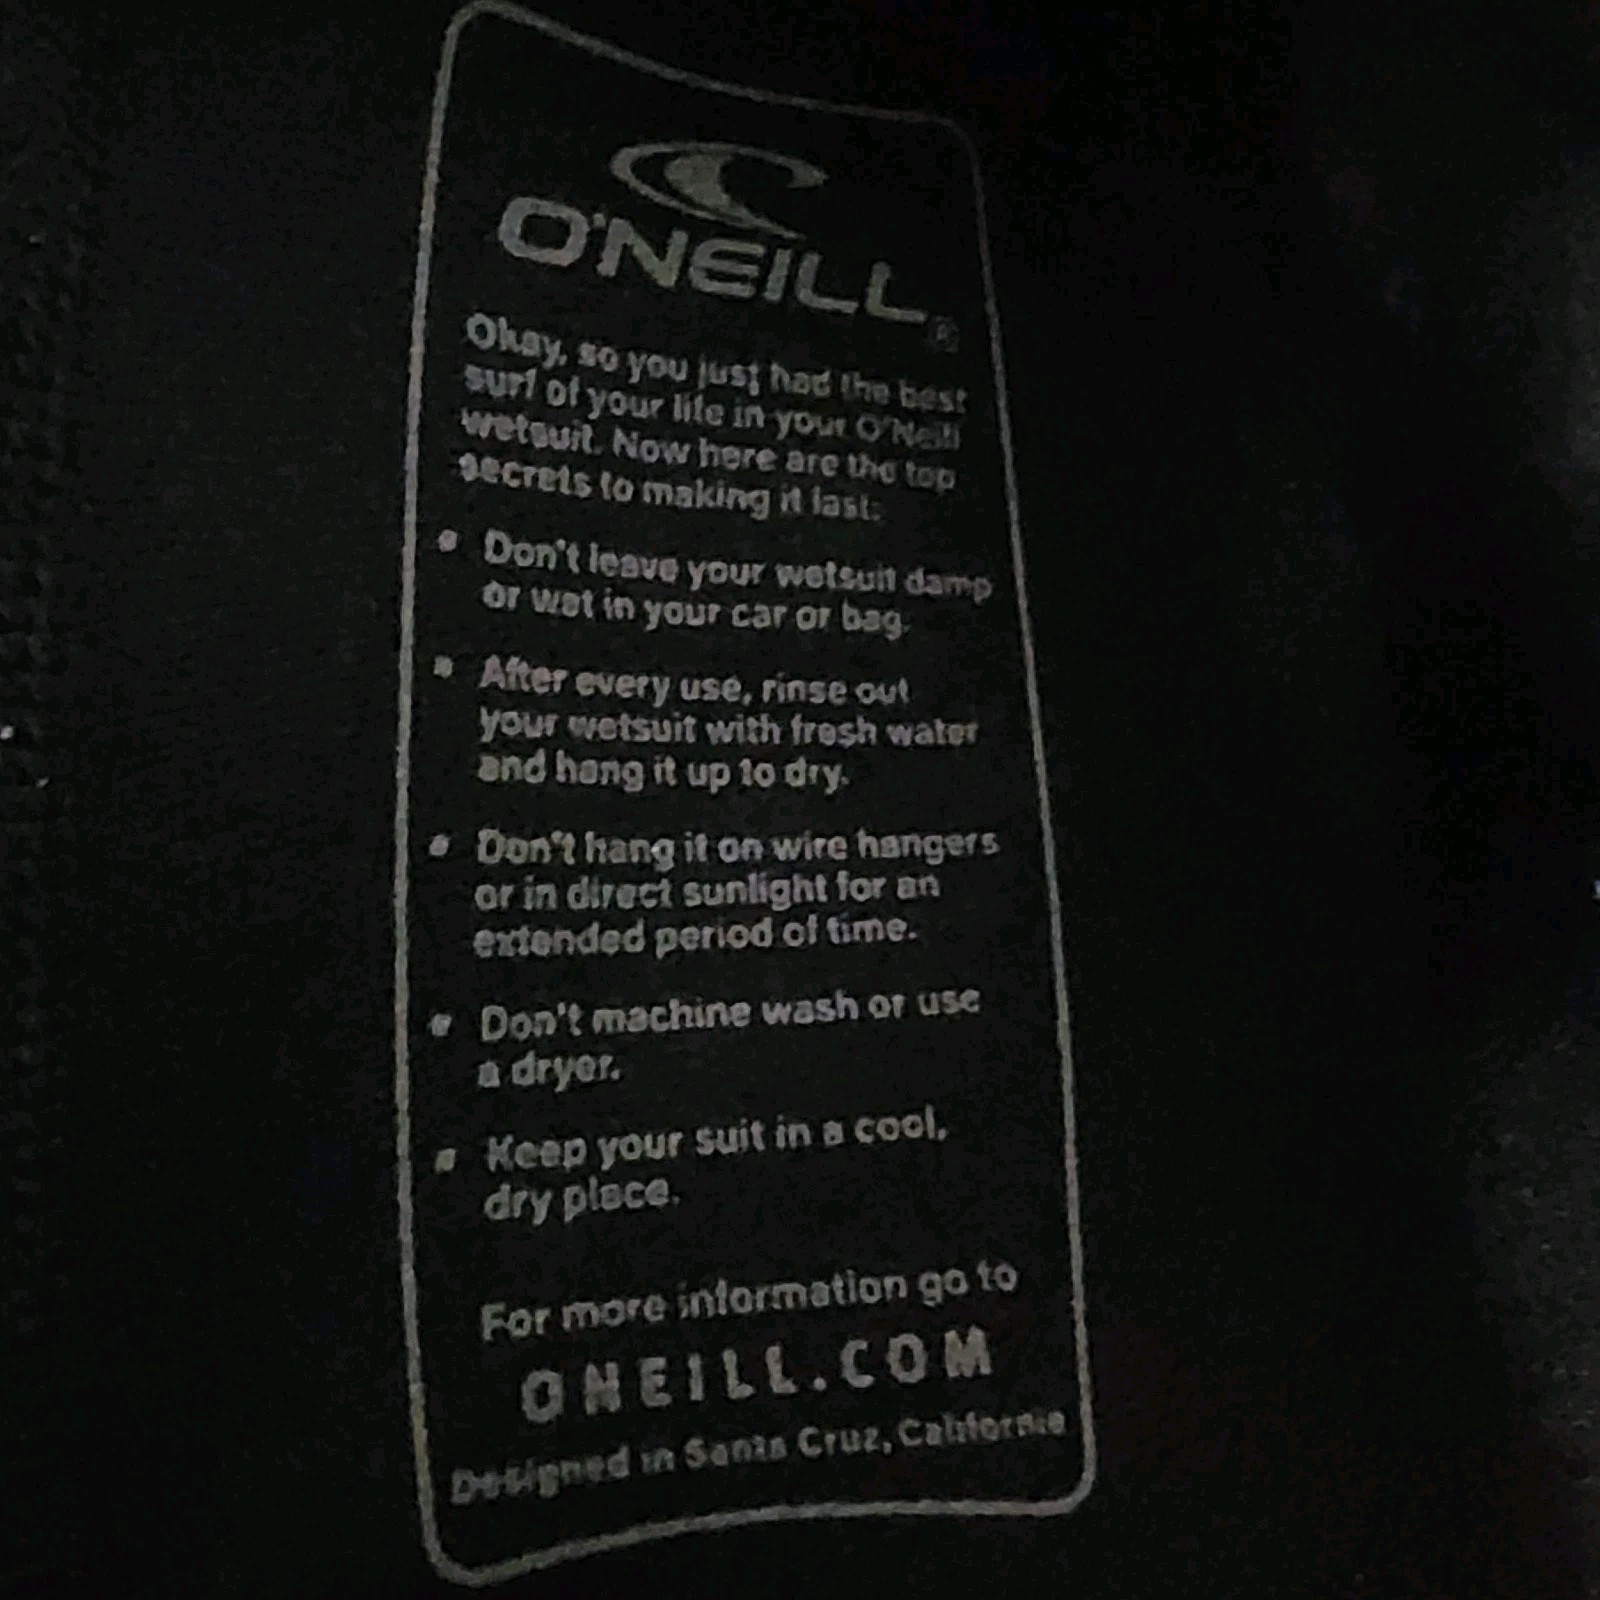 O'NEILL®
Okay, so you just had the best
surf of your life in your O'Neill
wetsuit. Now here are the top
secrets to making it last:
• Don't leave your wetsuit damp
or wet in your car or bag.
• After every use, rinse out
your wetsuit with fresh water
and hang it up to dry.
• Don't hang it on wire hangers
or in direct sunlight for an
extended period of time.
• Don't machine wash or use
a dryer.
• Keep your suit in a cool,
dry place.
For more information go to
ONEILL.COM
Designed in Santa Cruz, California